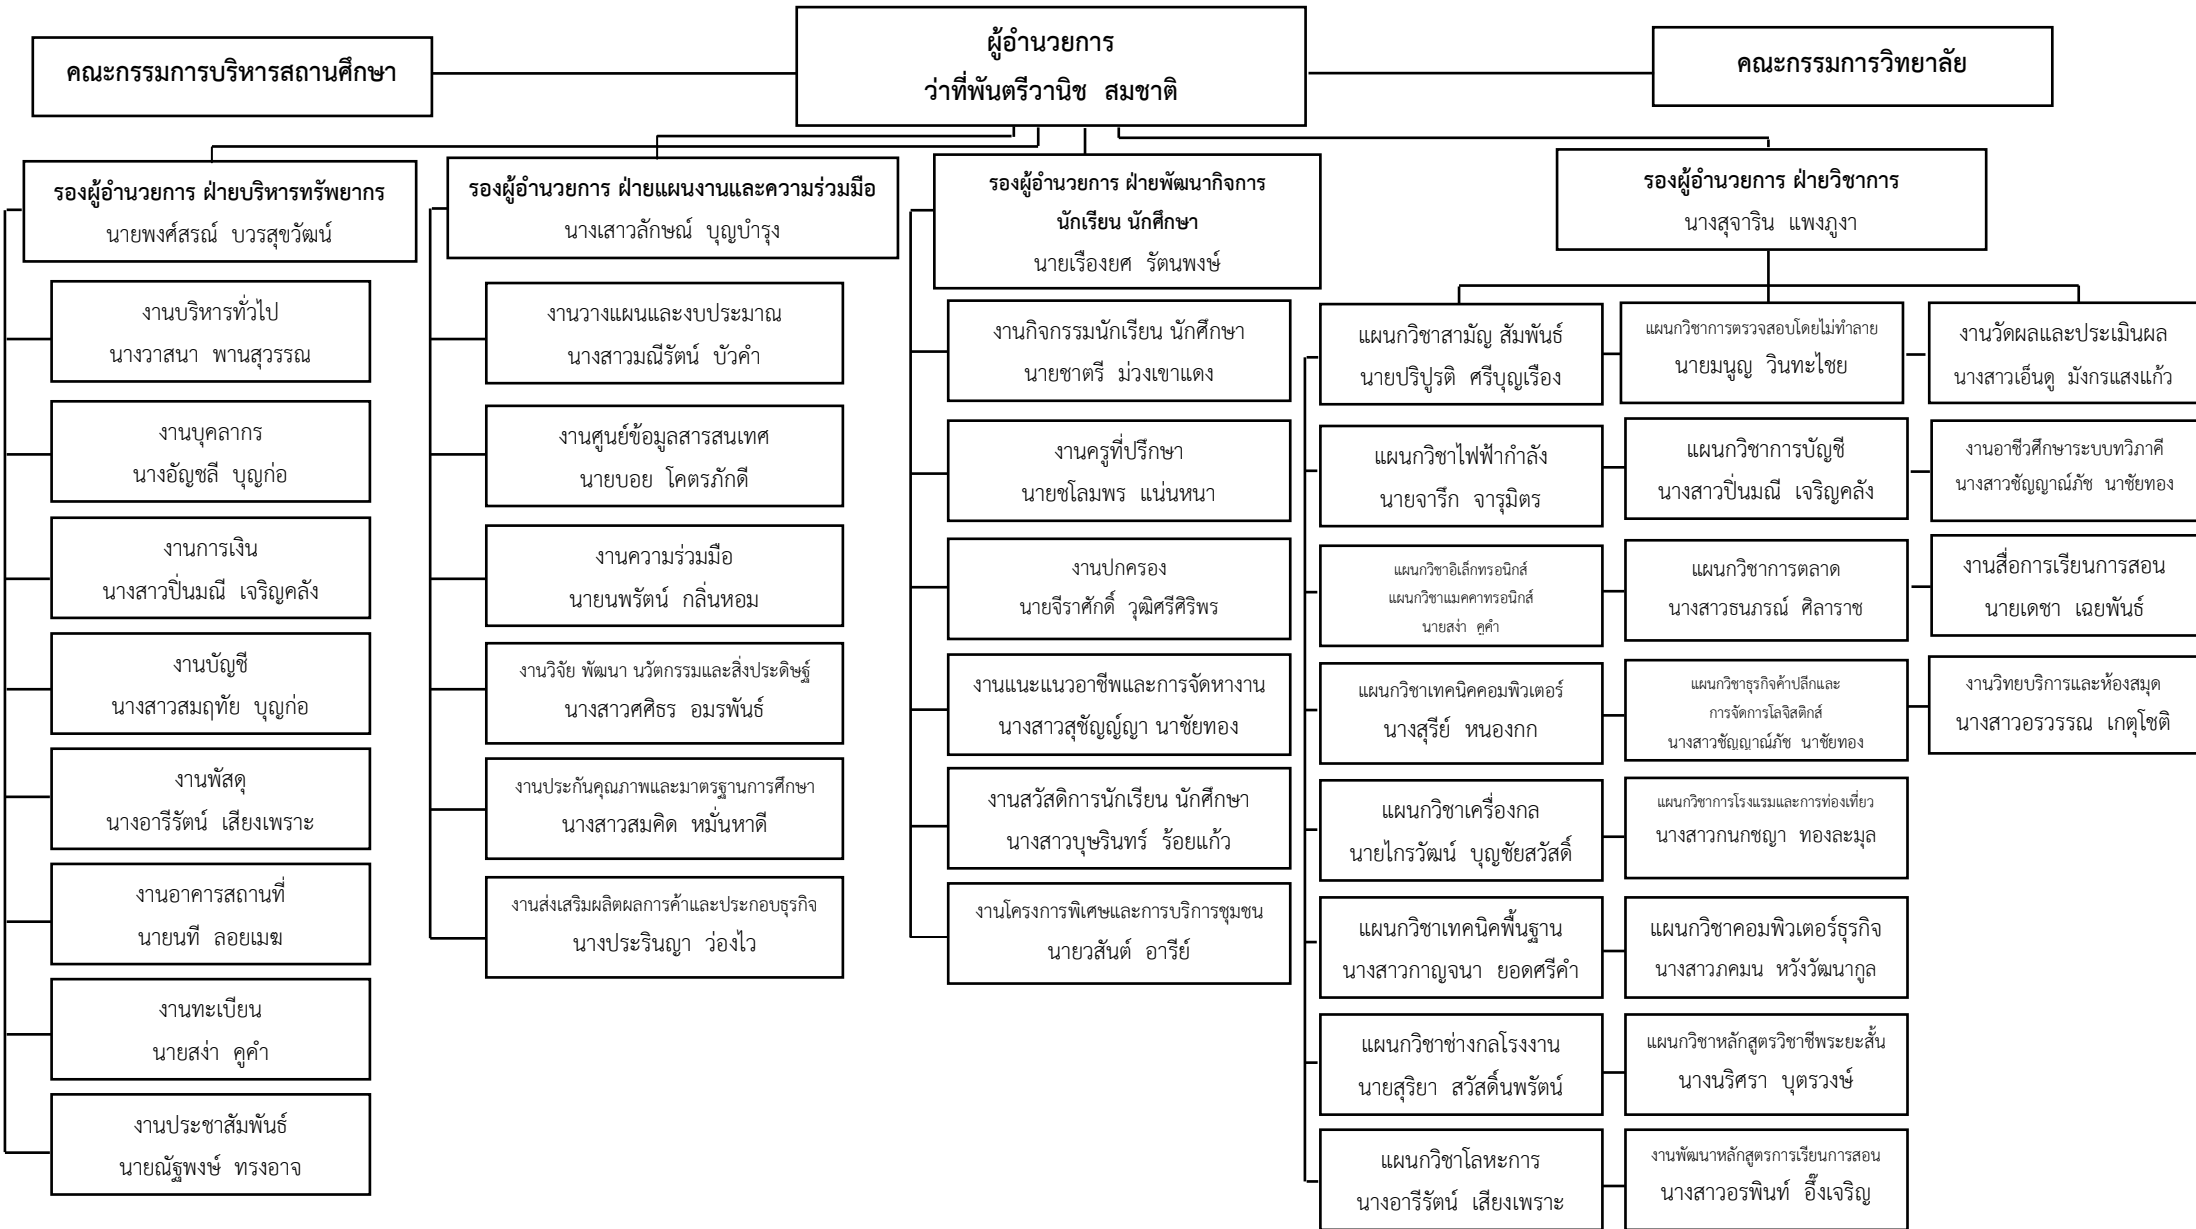 คณะกรรมการบริหารสถานศึกษา
ผู้อำนวยการ
ว่าที่พันตรีวานิช สมชาติ
คณะกรรมการวิทยาลัย
รองผู้อำนวยการ ฝ่ายบริหารทรัพยากร
นายพงศ์สรณ์ บวรสุขวัฒน์
งานบริหารทั่วไป
นางวาสนา พานสุวรรณ
งานบุคลากร
นางอัญชลี บุญก่อ
งานการเงิน
นางสาวปิ่นมณี เจริญคลัง
งานบัญชี
นางสาวสมฤทัย บุญก่อ
งานพัสดุ
นางอารีรัตน์ เสียงเพราะ
งานอาคารสถานที่
นายนที ลอยเมฆ
งานทะเบียน
นายสง่า คูคำ
งานประชาสัมพันธ์
นายณัฐพงษ์ ทรงอาจ
รองผู้อำนวยการ ฝ่ายแผนงานและความร่วมมือ
นางเสาวลักษณ์ บุญบำรุง
งานวางแผนและงบประมาณ
นางสาวมณีรัตน์ บัวคำ
งานศูนย์ข้อมูลสารสนเทศ
นายบอย โคตรภักดี
งานความร่วมมือ
นายนพรัตน์ กลิ่นหอม
งานวิจัย พัฒนา นวัตกรรมและสิ่งประดิษฐ์
นางสาวศศิธร อมรพันธ์
งานประกันคุณภาพและมาตรฐานการศึกษา
นางสาวสมคิด หมั่นหาดี
งานส่งเสริมผลิตผลการค้าและประกอบธุรกิจ
นางประรินญา ว่องไว
รองผู้อำนวยการ ฝ่ายพัฒนากิจการ
นักเรียน นักศึกษา
นายเรืองยศ รัตนพงษ์
งานกิจกรรมนักเรียน นักศึกษา
นายชาตรี ม่วงเขาแดง
งานครูที่ปรึกษา
นายชโลมพร แน่นหนา
งานปกครอง
นายจีราศักดิ์ วุฒิศรีศิริพร
งานแนะแนวอาชีพและการจัดหางาน
นางสาวสุชัญญ์ญา นาชัยทอง
งานสวัสดิการนักเรียน นักศึกษา
นางสาวบุษรินทร์ ร้อยแก้ว
งานโครงการพิเศษและการบริการชุมชน
นายวสันต์ อารีย์
รองผู้อำนวยการ ฝ่ายวิชาการ
นางสุจาริน แพงภูงา
แผนกวิชาสามัญ สัมพันธ์
นายปริปูรติ ศรีบุญเรือง
แผนกวิชาไฟฟ้ากำลัง
นายจารึก จารุมิตร
แผนกวิชาอิเล็กทรอนิกส์
แผนกวิชาแมคคาทรอนิกส์
นายสง่า คูคำ
แผนกวิชาเทคนิคคอมพิวเตอร์
นางสุรีย์ หนองกก
แผนกวิชาเครื่องกล
นายไกรวัฒน์ บุญชัยสวัสดิ์
แผนกวิชาเทคนิคพื้นฐาน
นางสาวกาญจนา ยอดศรีคำ
แผนกวิชาช่างกลโรงงาน
นายสุริยา สวัสดิ์นพรัตน์
แผนกวิชาโลหะการ
นางอารีรัตน์ เสียงเพราะ
แผนกวิชาการตรวจสอบโดยไม่ทำลาย
นายมนูญ วินทะไชย
แผนกวิชาการบัญชี
นางสาวปิ่นมณี เจริญคลัง
แผนกวิชาการตลาด
นางสาวธนภรณ์ ศิลาราช
แผนกวิชาธุรกิจค้าปลีกและ
การจัดการโลจิสติกส์
นางสาวชัญญาณ์ภัช นาชัยทอง
แผนกวิชาการโรงแรมและการท่องเที่ยว
นางสาวกนกชญา ทองละมุล
แผนกวิชาคอมพิวเตอร์ธุรกิจ
นางสาวภคมน หวังวัฒนากูล
แผนกวิชาหลักสูตรวิชาชีพระยะสั้น
นางนริศรา บุตรวงษ์
งานพัฒนาหลักสูตรการเรียนการสอน
นางสาวอรพินท์ อึ๊งเจริญ
งานวัดผลและประเมินผล
นางสาวเอ็นดู มังกรแสงแก้ว
งานอาชีวศึกษาระบบทวิภาคี
นางสาวชัญญาณ์ภัช นาชัยทอง
งานสื่อการเรียนการสอน
นายเดชา เฉยพันธ์
งานวิทยบริการและห้องสมุด
นางสาวอรวรรณ เกตุโชติ